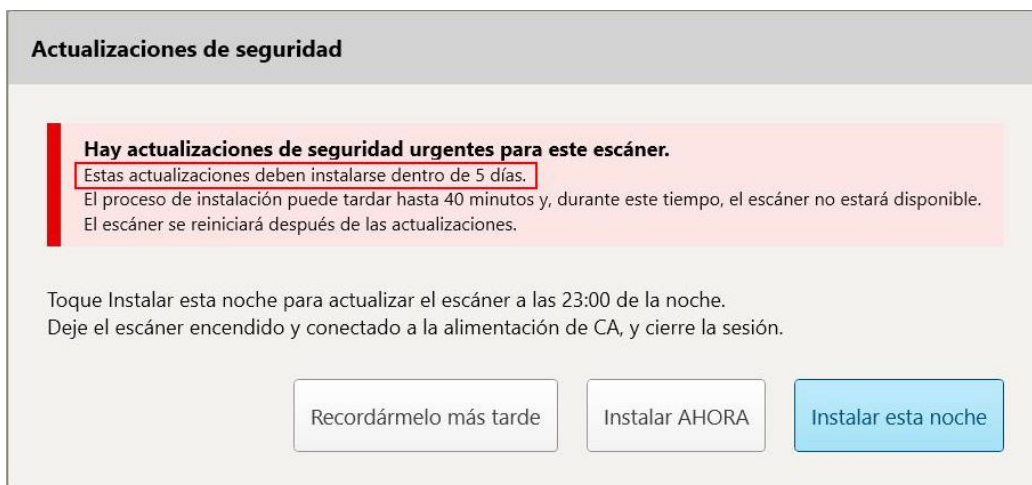 Actualizaciones de seguridad
Hay actualizaciones de seguridad urgentes para este escáner.
Estas actualizaciones deben instalarse dentro de 5 días.
El proceso de instalación puede tardar hasta 40 minutos y, durante este tiempo, el escáner no estará disponible.
El escáner se reiniciará después de las actualizaciones.
Toque Instalar esta noche para actualizar el escáner a las 23:00 de la noche.
Deje el escáner encendido y conectado a la alimentación de CA, y cierre la sesión.
Recordármelo más tarde Instalar AHORA Instalar esta noche